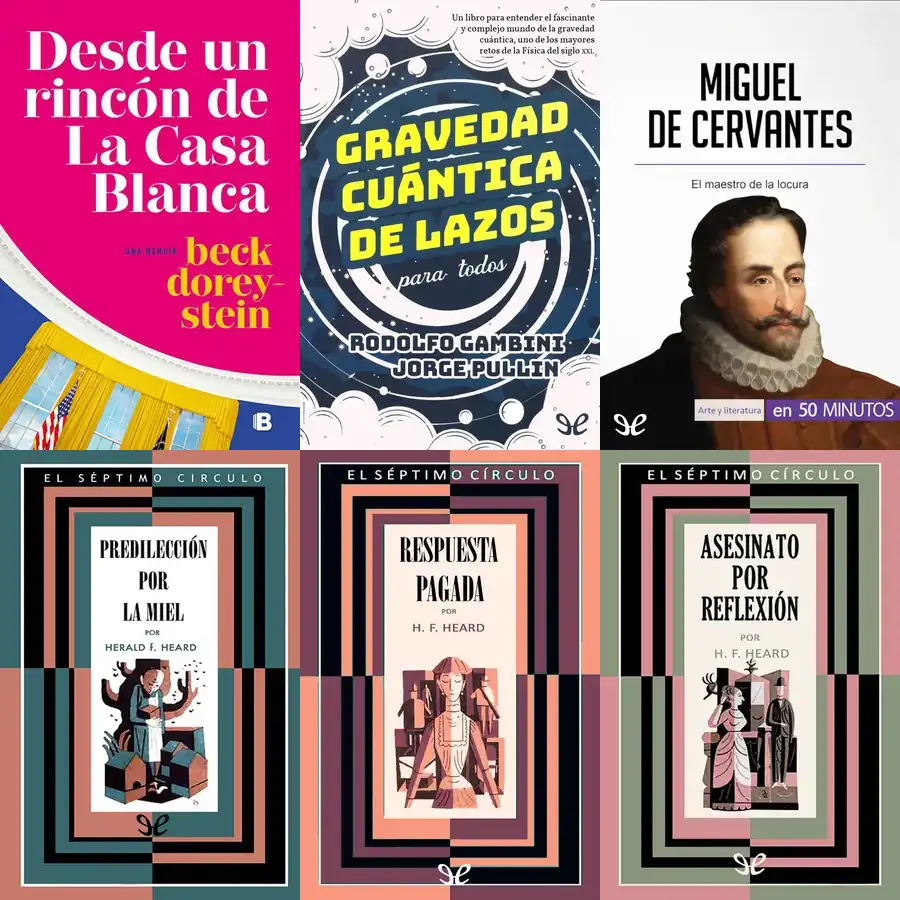 Desde un
rincón de
La Casa
Blanca
UNA MEMOIR
beck
dorey-
stein
B
Un libro para entender el fascinante
y complejo mundo de la gravedad
cuántica, uno de los mayores
retos de la Física del siglo XXI.
GRAVEDAD
CUÁNTICA
DE LAZOS
para todos
RODOLFO GAMBINI
JORGE PULLIN
MIGUEL
DE CERVANTES
El maestro de la locura
Arte y literatura en 50 MINUTOS
EL SÉPTIMO CIRCULO
PREDILECCIÓN
POR
LA MIEL
POR
HERALD F. HEARD
EL SÉPTIMO CÍRCULO
RESPUESTA
PAGADA
POR
H. F. HEARD
EL SÉPTIMO CÍRCULO
ASESINATO
POR
REFLEXIÓN
POR
H. F. HEARD